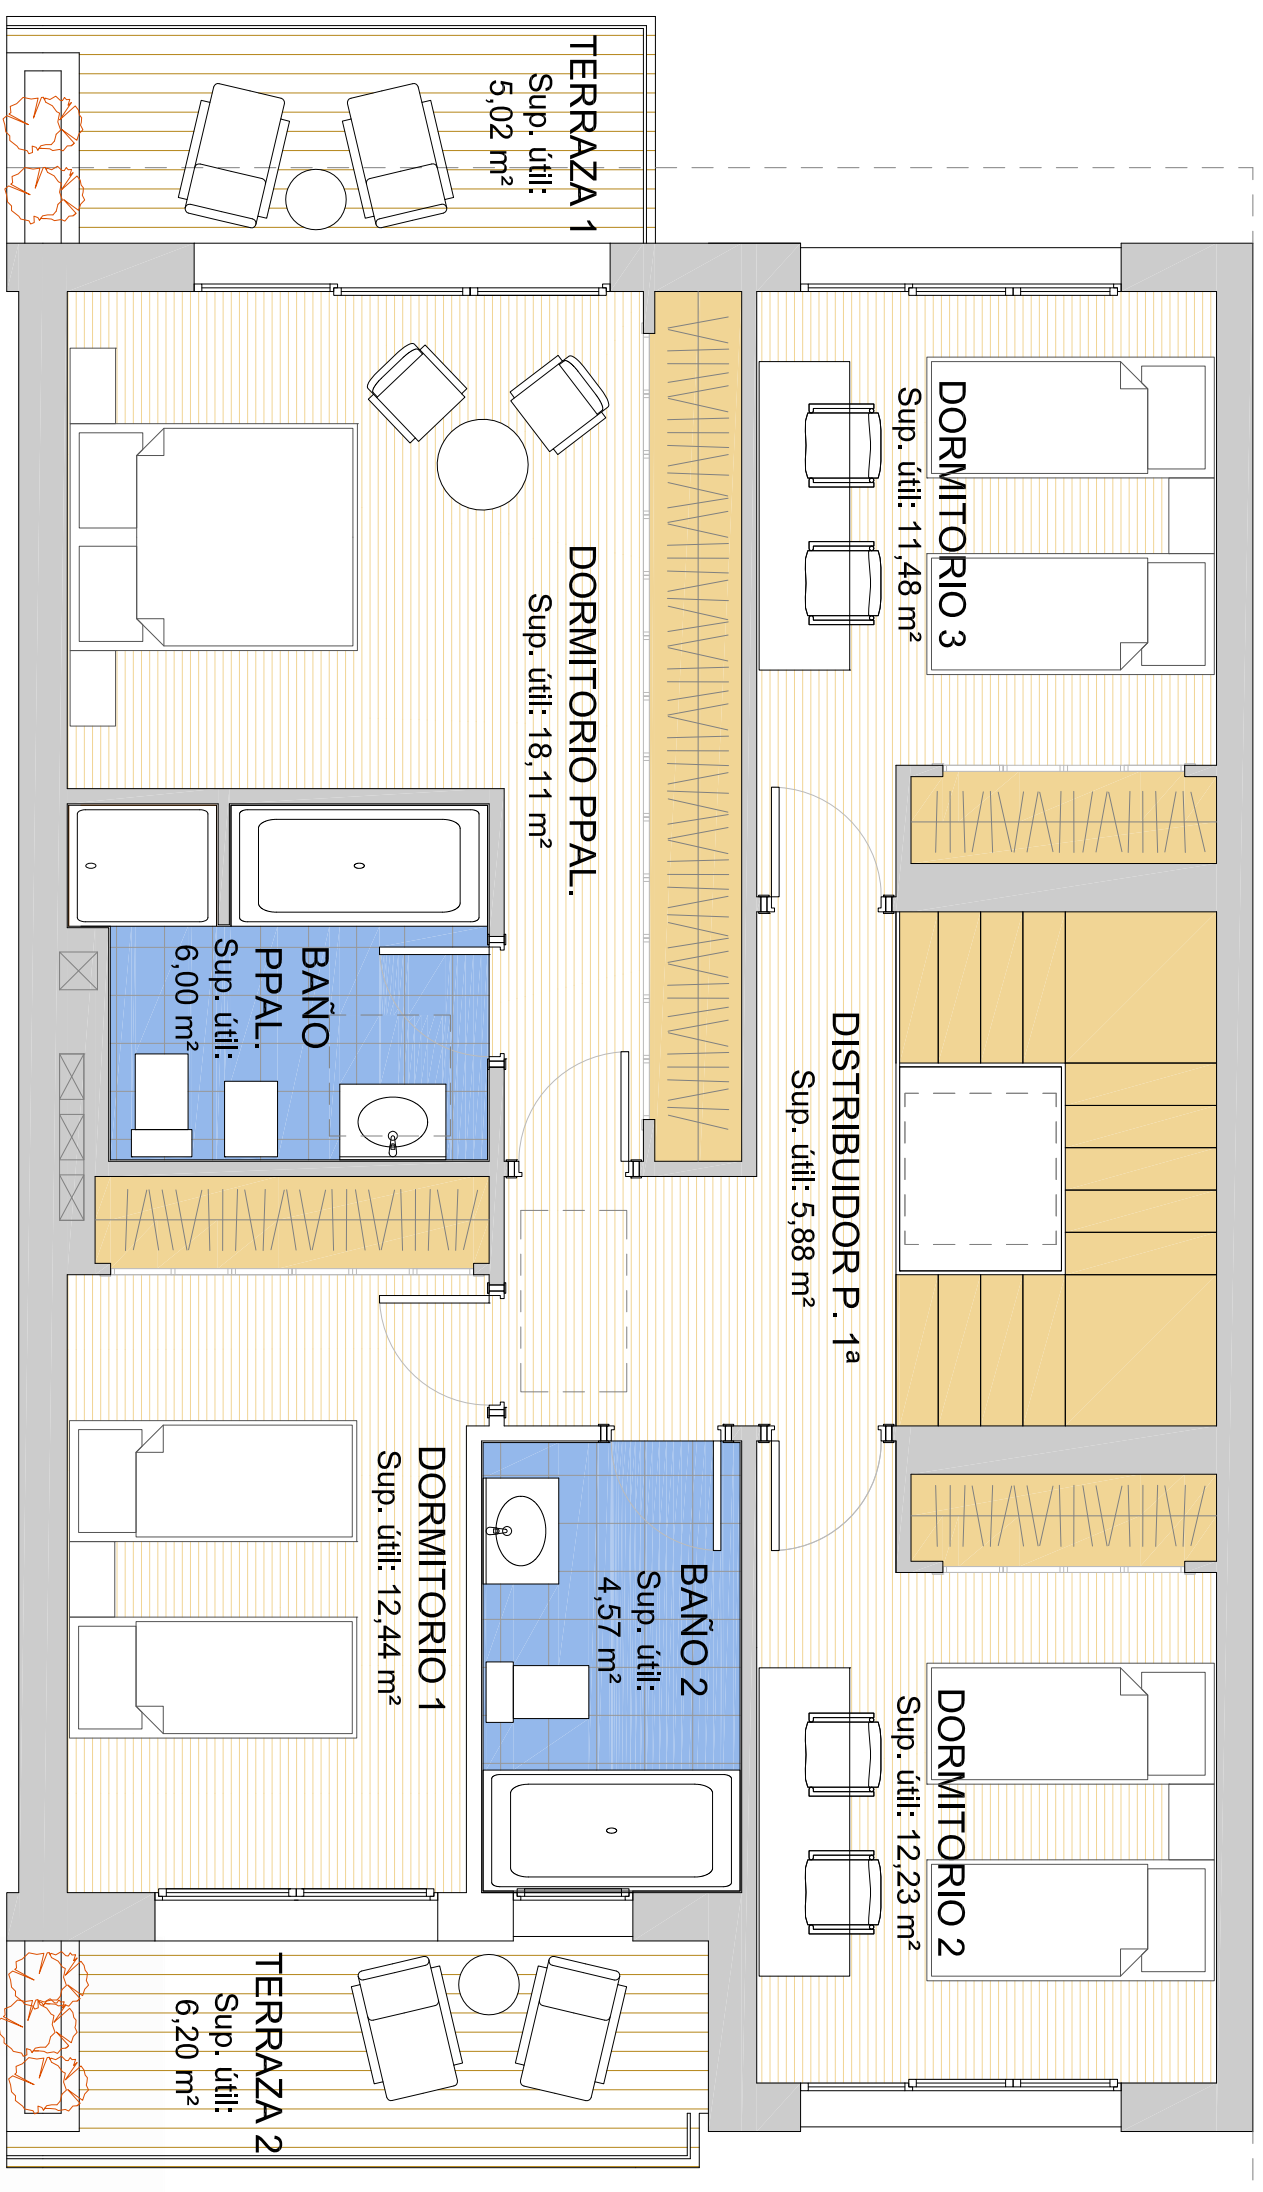 TERRAZA 1
Sup. útil:
5,02 m²
DORMITORIO 3
Sup. útil: 11,48 m²
DORMITORIO PPAL.
Sup. útil: 18,11 m²
BAÑO
PPAL.
Sup. útil:
6,00 m²
DISTRIBUIDOR P. 1ª
Sup. útil: 5,88 m²
DORMITORIO 1
Sup. útil: 12,44 m²
BAÑO 2
Sup. útil:
4,57 m²
DORMITORIO 2
Sup. útil: 12,23 m²
TERRAZA 2
Sup. útil:
6,20 m²